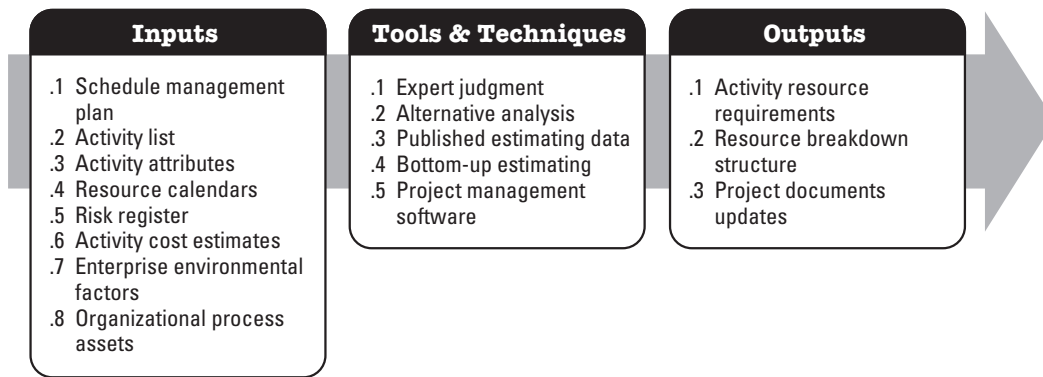 Inputs
.1 Schedule management
plan
.2 Activity list
.3 Activity attributes
.4 Resource calendars
.5 Risk register
.6 Activity cost estimates
.7 Enterprise environmental
factors
.8 Organizational process
assets
Tools & Techniques
.1 Expert judgment
.2 Alternative analysis
.3 Published estimating data
.4 Bottom-up estimating
.5 Project management
software
Outputs
.1 Activity resource
requirements
.2 Resource breakdown
structure
.3 Project documents
updates